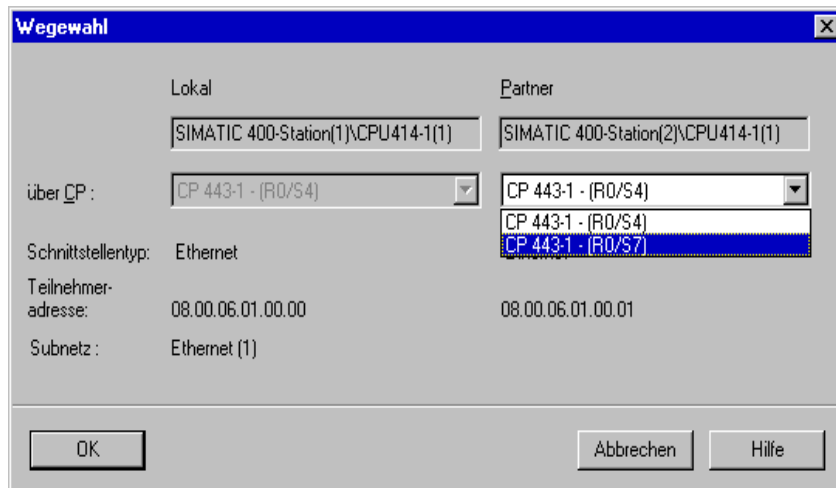 Wegewahl
Lokal Partner
SIMATIC 400-Station(1)\CPU414-1(1) SIMATIC 400-Station(2)\CPU414-1(1)
über CP : CP 443-1 - (R0/S4) CP 443-1 - (R0/S4)
CP 443-1 - (R0/S4)
CP 443-1 - (R0/S7)
Schnittstellentyp: Ethernet
Teilnehmer-
adresse: 08.00.06.01.00.00 08.00.06.01.00.01
Subnetz : Ethernet (1)
OK Abbrechen Hilfe